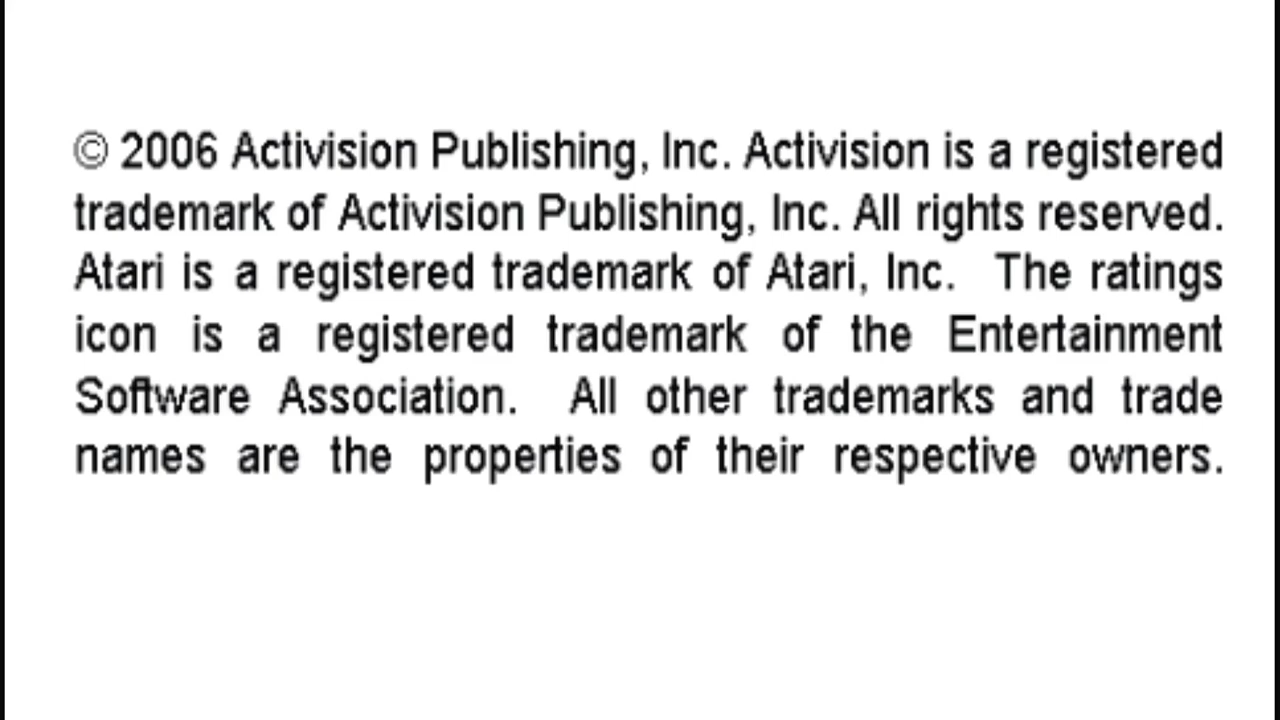 © 2006 Activision Publishing, Inc. Activision is a registered
trademark of Activision Publishing, Inc. All rights reserved.
Atari is a registered trademark of Atari, Inc.  The ratings
icon is a registered trademark of the Entertainment
Software Association.  All other trademarks and trade
names are the properties of their respective owners.